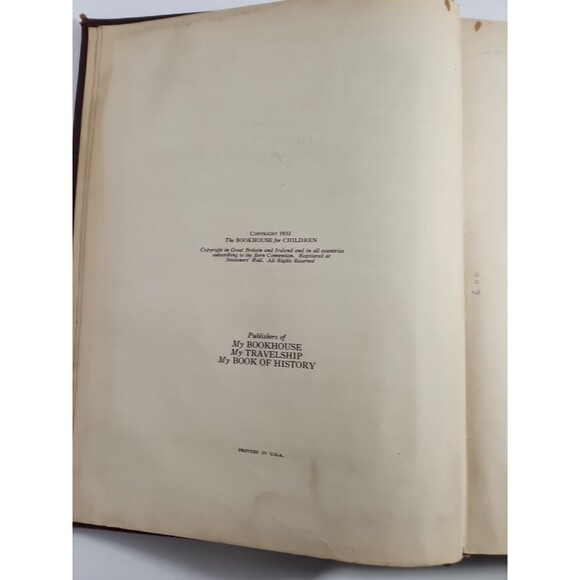 COPYRIGHT 1933
The BOOKHOUSE for CHILDREN
Copyright in Great Britain and Ireland and in all countries
subscribing to the Bern Convention. Registered at
Stationers' Hall. All Rights Reserved
Publishers of
My BOOKHOUSE
My TRAVELSHIP
My BOOK OF HISTORY
PRINTED IN U.S.A.